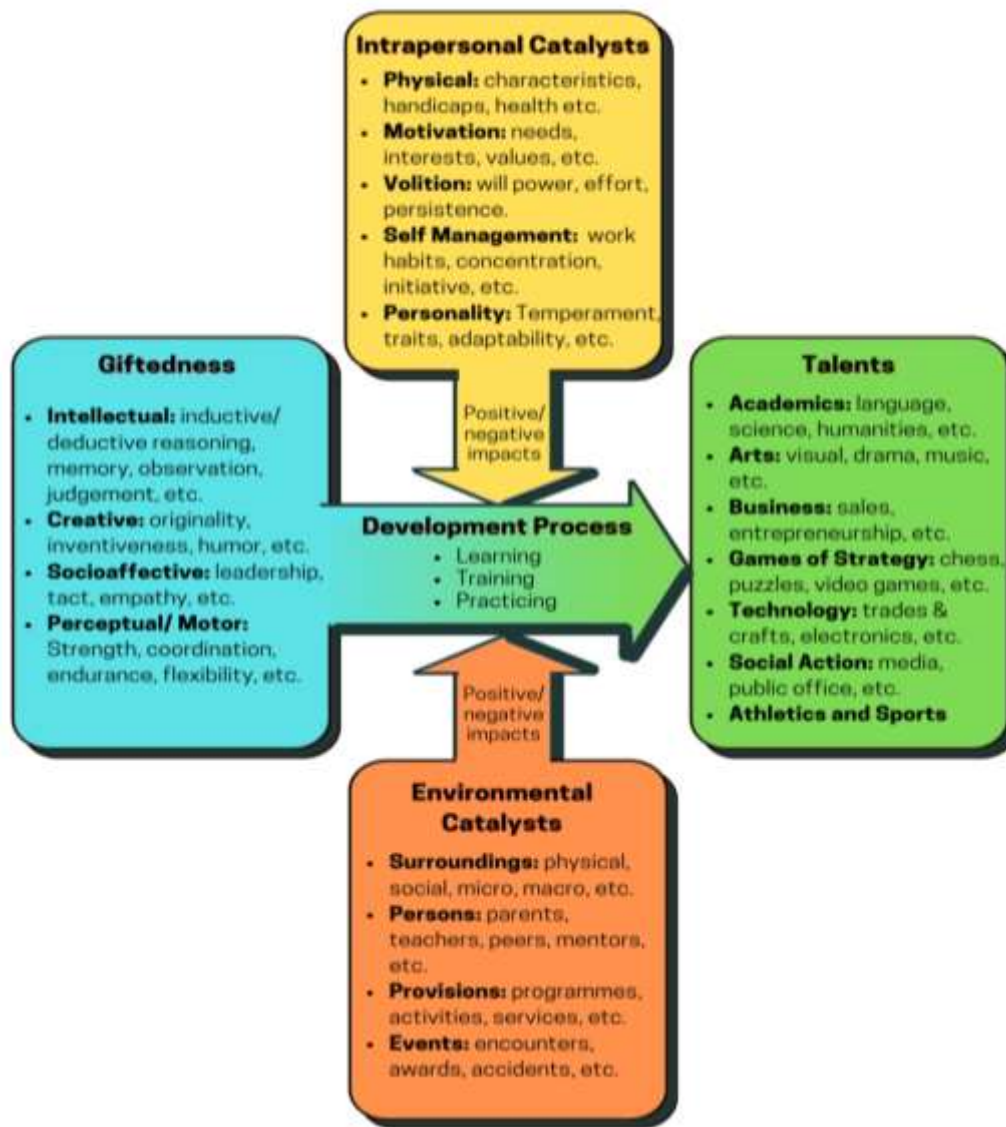 Intrapersonal Catalysts
• Physical: characteristics,
handicaps, health etc.
• Motivation: needs,
interests, values, etc.
• Volition: will power, effort,
persistence.
• Self Management: work
habits, concentration,
initiative, etc.
• Personality: Temperament,
traits, adaptability, etc.
Positive/
negative
impacts
Giftedness
• Intellectual: inductive/
deductive reasoning,
memory, observation,
judgement, etc.
• Creative: originality,
inventiveness, humor, etc.
• Socioaffective: leadership,
tact, empathy, etc.
• Perceptual/ Motor:
Strength, coordination,
endurance, flexibility, etc.
Development Process
• Learning
• Training
• Practicing
Talents
• Academics: language,
science, humanities, etc.
• Arts: visual, drama, music,
etc.
• Business: sales,
entrepreneurship, etc.
• Games of Strategy: chess,
puzzles, video games, etc.
• Technology: trades &
crafts, electronics, etc.
• Social Action: media,
public office, etc.
• Athletics and Sports
Positive/
negative
impacts
Environmental
Catalysts
• Surroundings: physical,
social, micro, macro, etc.
• Persons: parents,
teachers, peers, mentors,
etc.
• Provisions: programmes,
activities, services, etc.
• Events: encounters,
awards, accidents, etc.